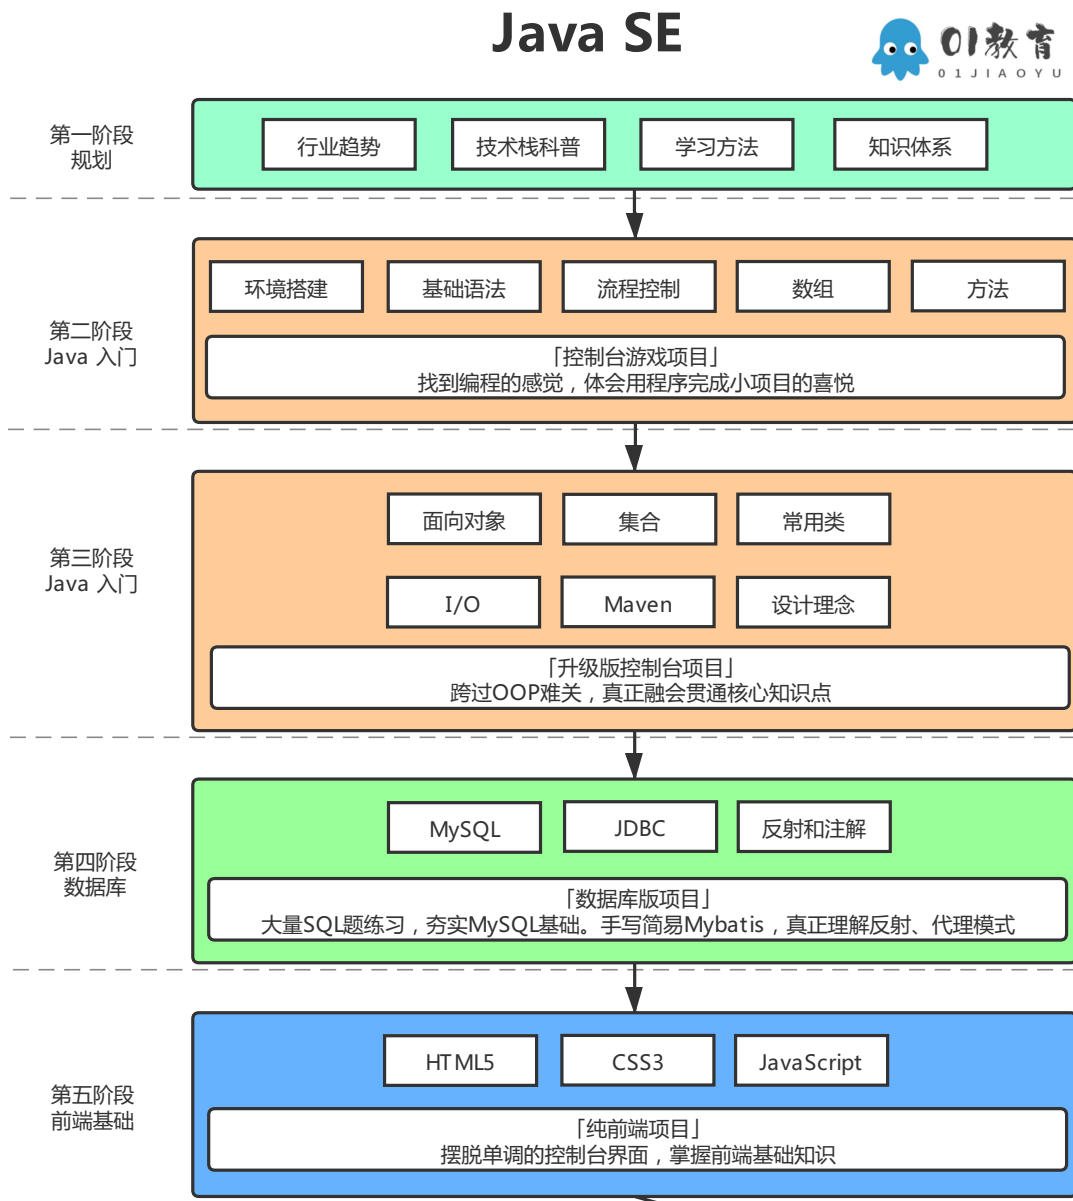 Java SE
01教育
01JIAOYU
第一阶段
规划
行业趋势
技术栈科普
学习方法
知识体系
第二阶段
Java 入门
环境搭建
基础语法
流程控制
数组
方法
「控制台游戏项目」
找到编程的感觉，体会用程序完成小项目的喜悦
第三阶段
Java 入门
面向对象
集合
常用类
I/O
Maven
设计理念
「升级版控制台项目」
跨过OOP难关，真正融会贯通核心知识点
第四阶段
数据库
MySQL
JDBC
反射和注解
「数据库版项目」
大量SQL题练习，夯实MySQL基础。手写简易Mybatis，真正理解反射、代理模式
第五阶段
前端基础
HTML5
CSS3
JavaScript
「纯前端项目」
摆脱单调的控制台界面，掌握前端基础知识